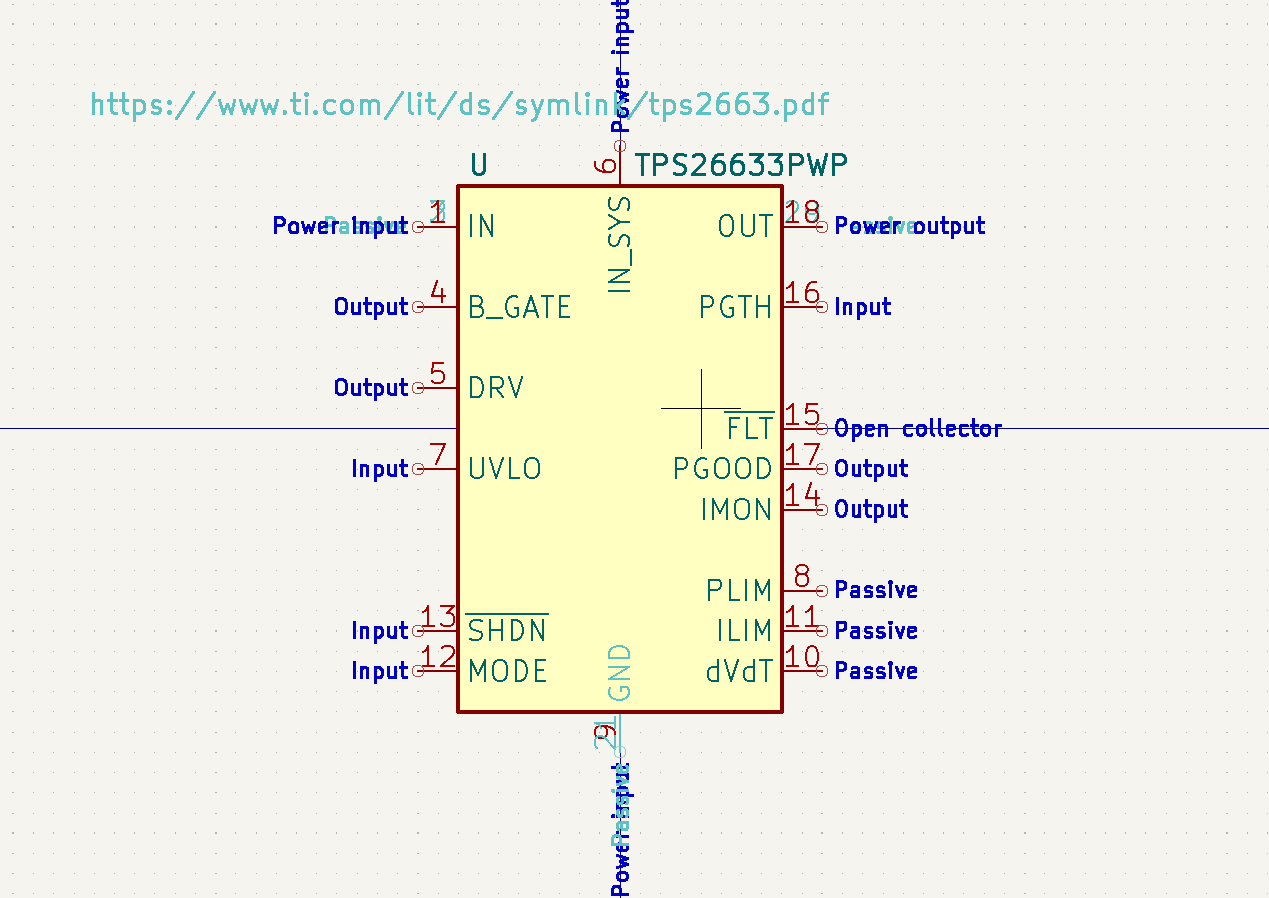 Power input
https://www.ti.com/lit/ds/symlink/tps2663.pdf
U 6 TPS26633PWP
Power input 1 IN IN_SYS OUT 18 Power output
Output 4 B_GATE PGTH 16 Input
Output 5 DRV
FLT 15 Open collector
Input 7 UVLO PGOOD 17 Output
IMON 14 Output
PLIM 8 Passive
Input 13 SHDN ILIM 11 Passive
Input 12 MODE GND dVdT 10 Passive
9 21
Passive
Power input